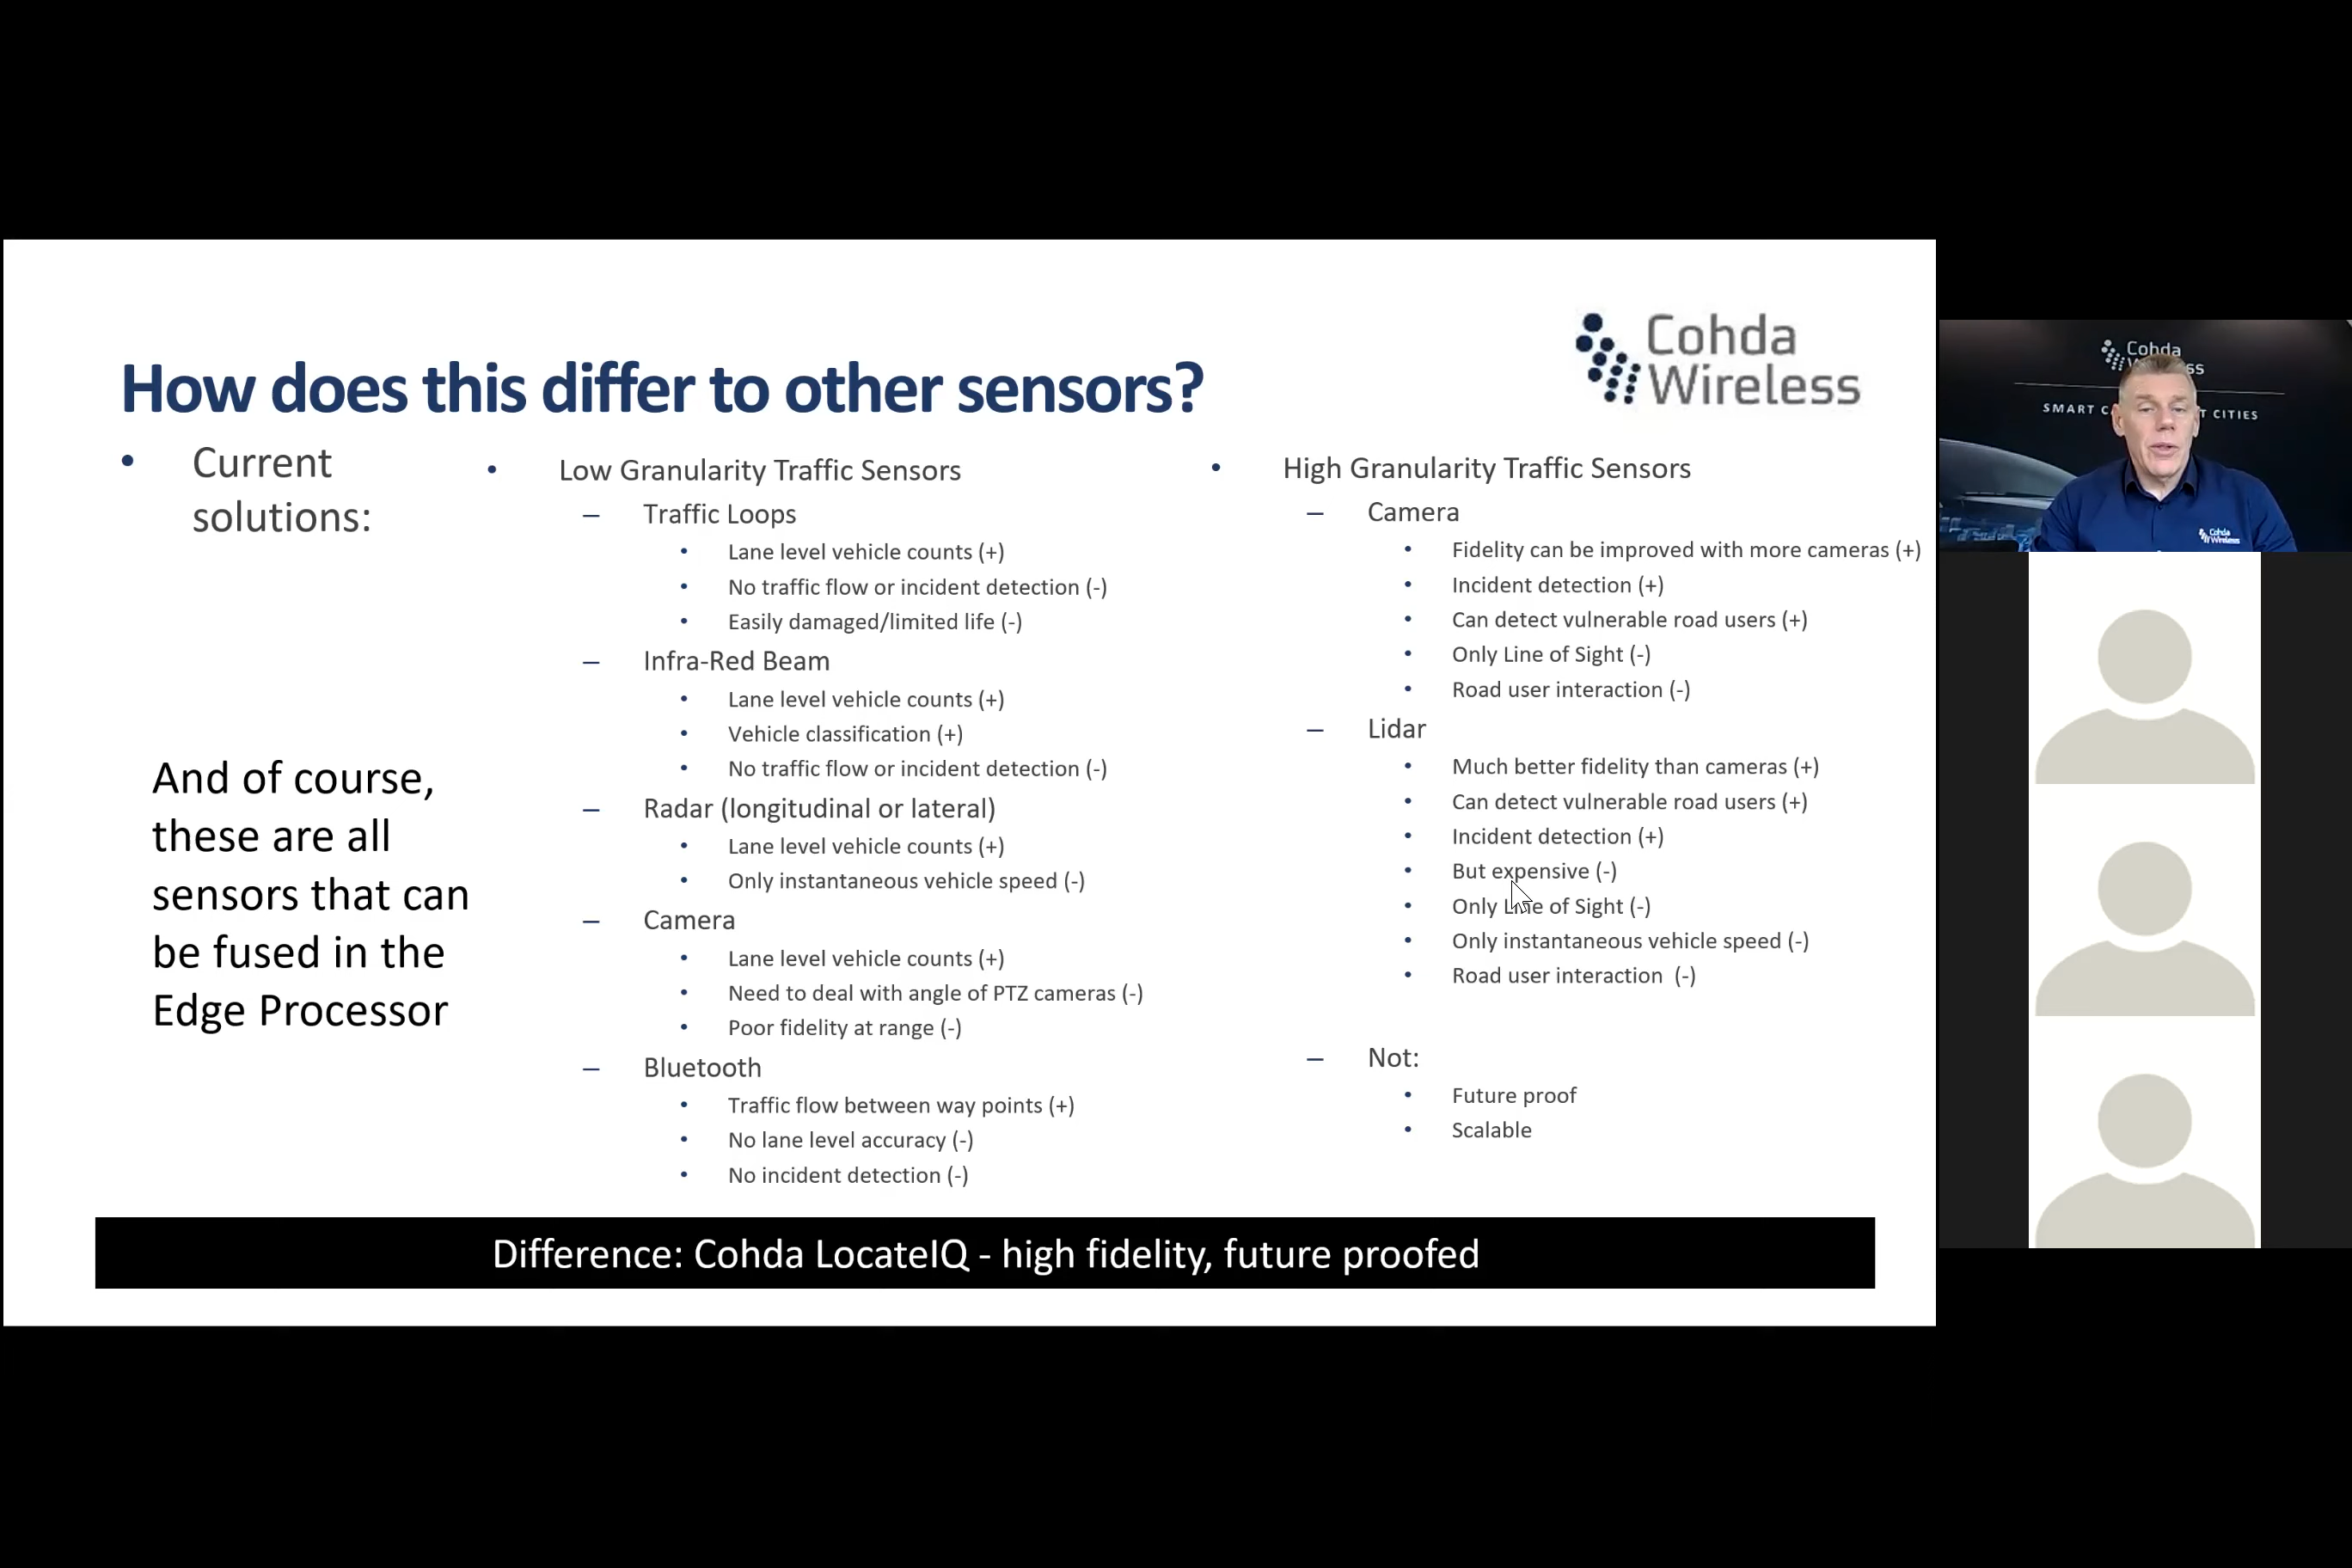 How does this differ to other sensors?
Cohda
Wireless
• Current
solutions:
And of course,
these are all
sensors that can
be fused in the
Edge Processor
• Low Granularity Traffic Sensors
– Traffic Loops
• Lane level vehicle counts (+)
• No traffic flow or incident detection (-)
• Easily damaged/limited life (-)
– Infra-Red Beam
• Lane level vehicle counts (+)
• Vehicle classification (+)
• No traffic flow or incident detection (-)
– Radar (longitudinal or lateral)
• Lane level vehicle counts (+)
• Only instantaneous vehicle speed (-)
– Camera
• Lane level vehicle counts (+)
• Need to deal with angle of PTZ cameras (-)
• Poor fidelity at range (-)
– Bluetooth
• Traffic flow between way points (+)
• No lane level accuracy (-)
• No incident detection (-)
• High Granularity Traffic Sensors
– Camera
• Fidelity can be improved with more cameras (+)
• Incident detection (+)
• Can detect vulnerable road users (+)
• Only Line of Sight (-)
• Road user interaction (-)
– Lidar
• Much better fidelity than cameras (+)
• Can detect vulnerable road users (+)
• Incident detection (+)
• But expensive (-)
• Only Line of Sight (-)
• Only instantaneous vehicle speed (-)
• Road user interaction (-)
– Not:
• Future proof
• Scalable
Difference: Cohda LocateIQ - high fidelity, future proofed
Cohda
SMART CITIES
Cohda
Wireless